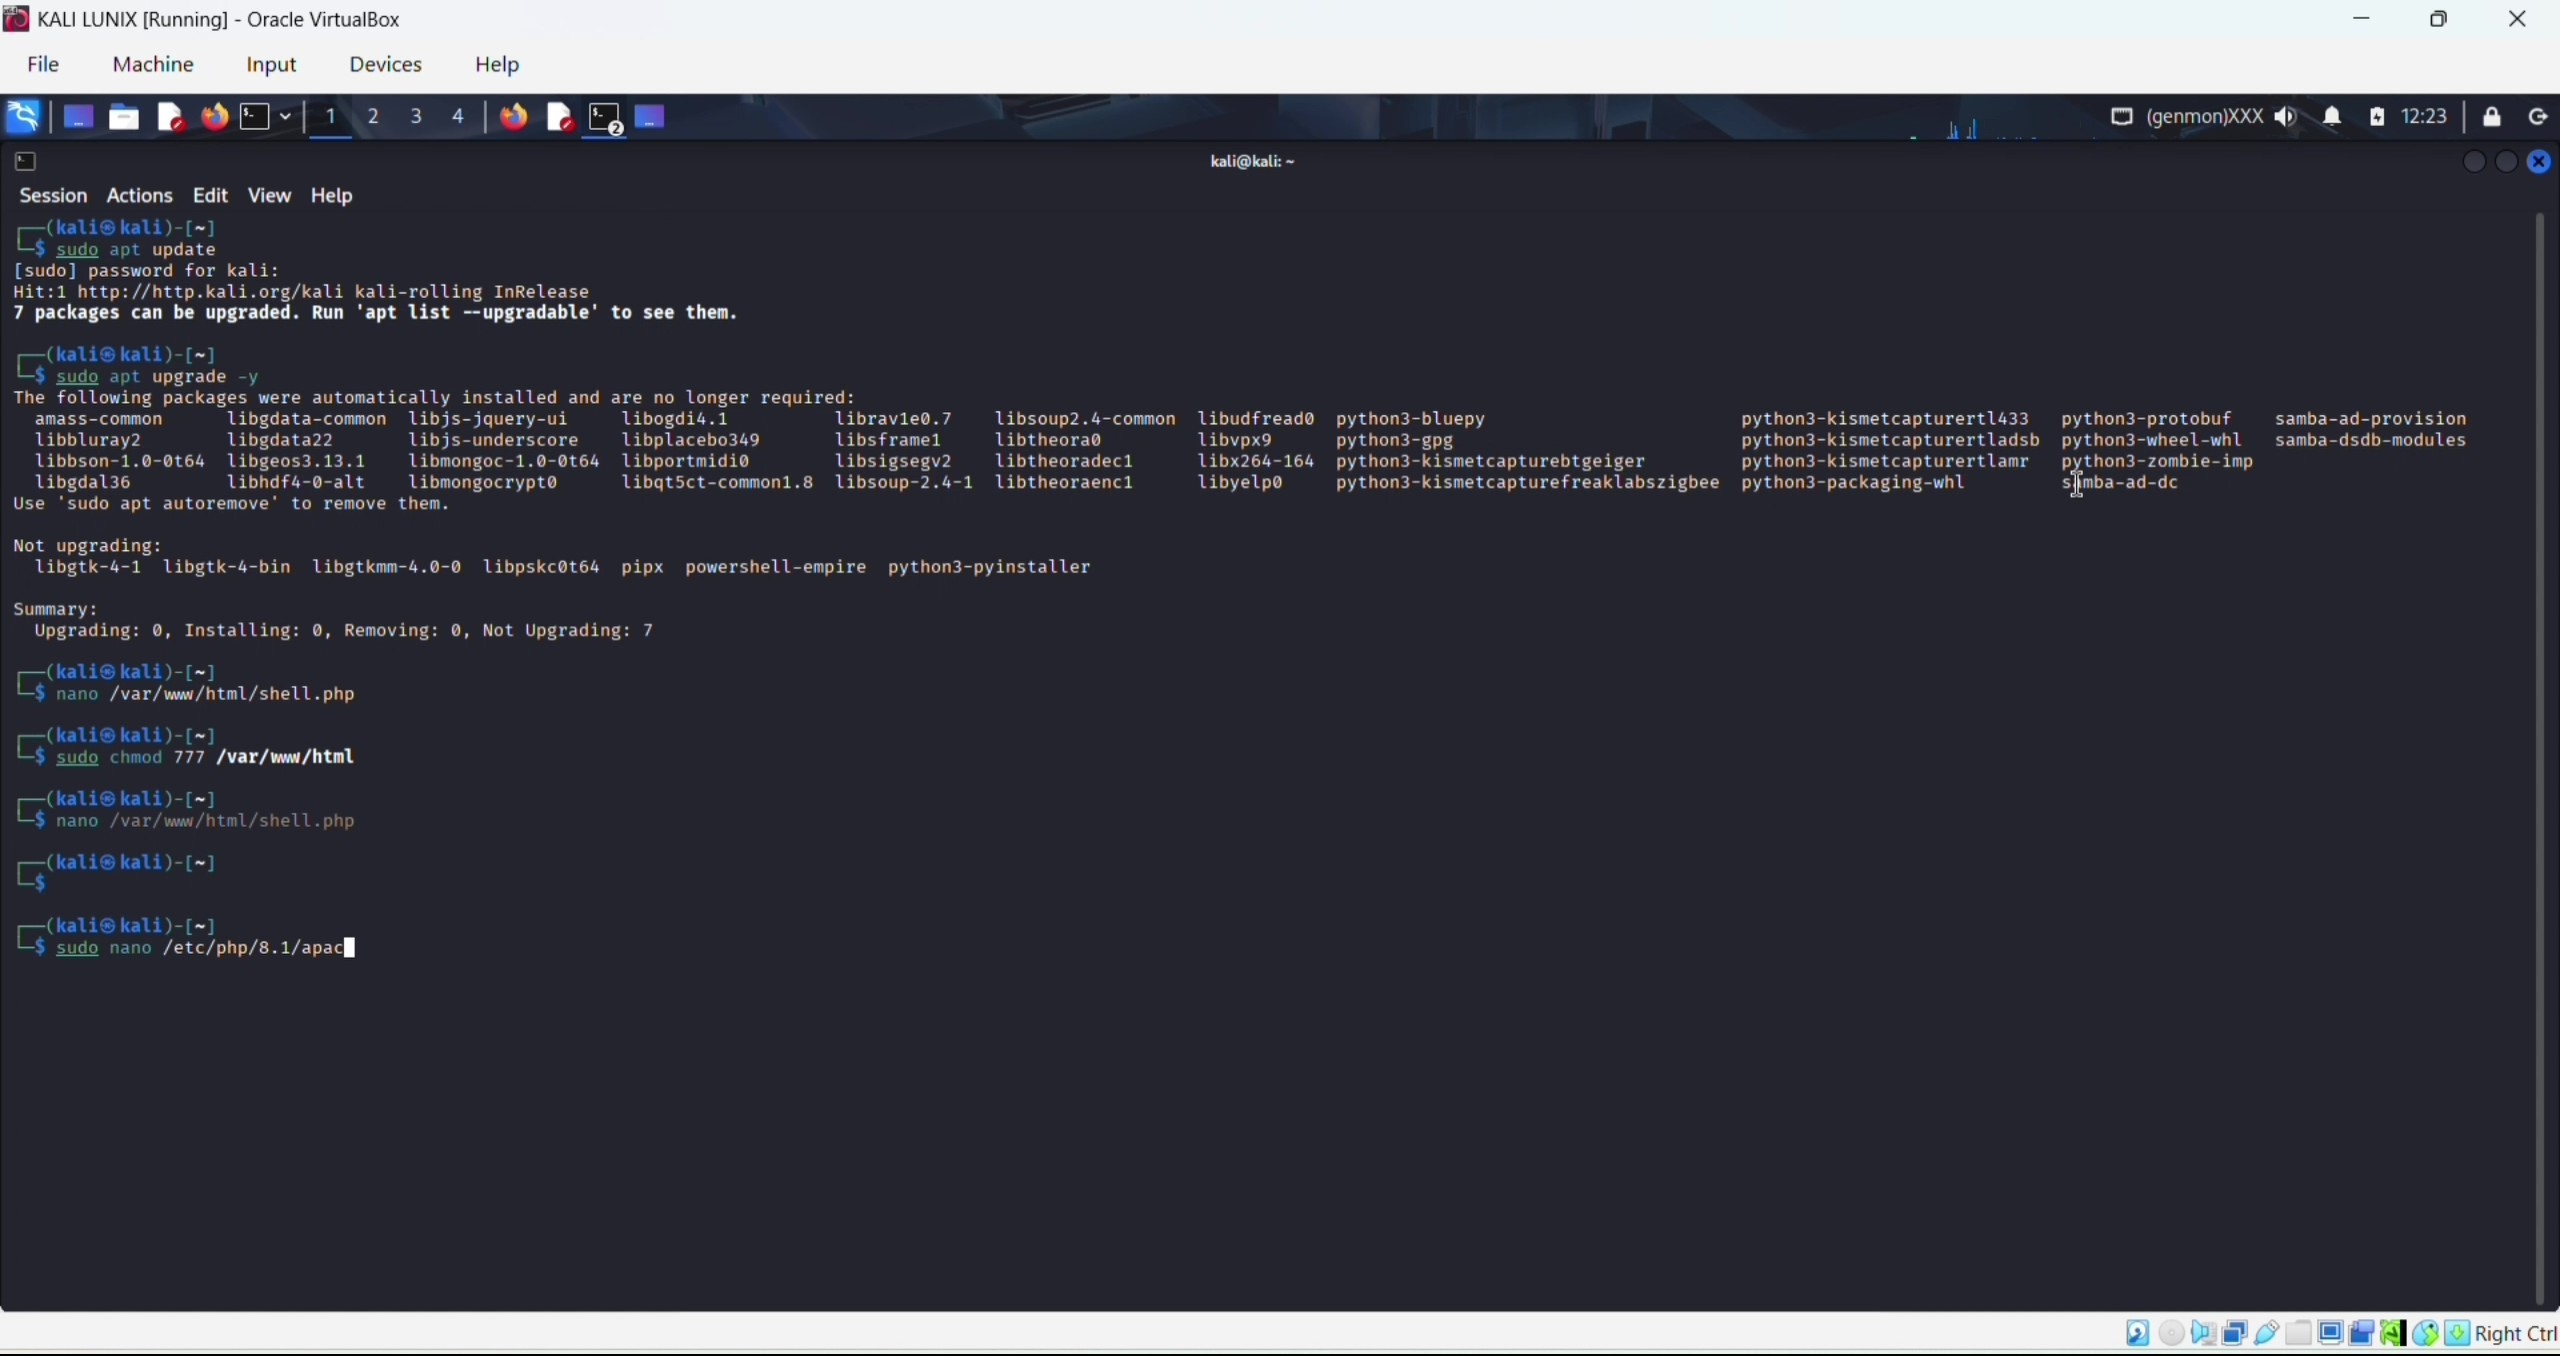 KALI LUNIX [Running] - Oracle VirtualBox
File Machine Input Devices Help
1 2 3 4 2 (genmon)XXX 12:23
kali@kali: ~
Session Actions Edit View Help
┌──(kali㉿kali)-[~]
└─$ sudo apt update
[sudo] password for kali:
Hit:1 http://http.kali.org/kali kali-rolling InRelease
7 packages can be upgraded. Run 'apt list --upgradable' to see them.
┌──(kali㉿kali)-[~]
└─$ sudo apt upgrade -y
The following packages were automatically installed and are no longer required:
amass-common libgdata-common libjs-jquery-ui libogdi4.1 librav1e0.7 libsoup2.4-common libudfread0 python3-bluepy python3-kismetcapturertl433 python3-protobuf samba-ad-provision
libbluray2 libgdata22 libjs-underscore libplacebo349 libsframe1 libtheora0 libvpx9 python3-gpg python3-kismetcapturertladsb python3-wheel-whl samba-dsdb-modules
libbson-1.0-0t64 libgeos3.13.1 libmongoc-1.0-0t64 libportmidi0 libsigsegv2 libtheoradec1 libx264-164 python3-kismetcapturebtgeiger python3-kismetcapturertlamr python3-zombie-imp
libgdal36 libhdf4-0-alt libmongocrypt0 libqt5ct-common1.8 libsoup-2.4-1 libtheoraenc1 libyelp0 python3-kismetcapturefreaklabszigbee python3-packaging-whl samba-ad-dc
Use 'sudo apt autoremove' to remove them.
Not upgrading:
libgtk-4-1 libgtk-4-bin libgtkmm-4.0-0 libpskc0t64 pipx powershell-empire python3-pyinstaller
Summary:
Upgrading: 0, Installing: 0, Removing: 0, Not Upgrading: 7
┌──(kali㉿kali)-[~]
└─$ nano /var/www/html/shell.php
┌──(kali㉿kali)-[~]
└─$ sudo chmod 777 /var/www/html
┌──(kali㉿kali)-[~]
└─$ nano /var/www/html/shell.php
┌──(kali㉿kali)-[~]
└─$
┌──(kali㉿kali)-[~]
└─$ sudo nano /etc/php/8.1/apac
Right Ctrl